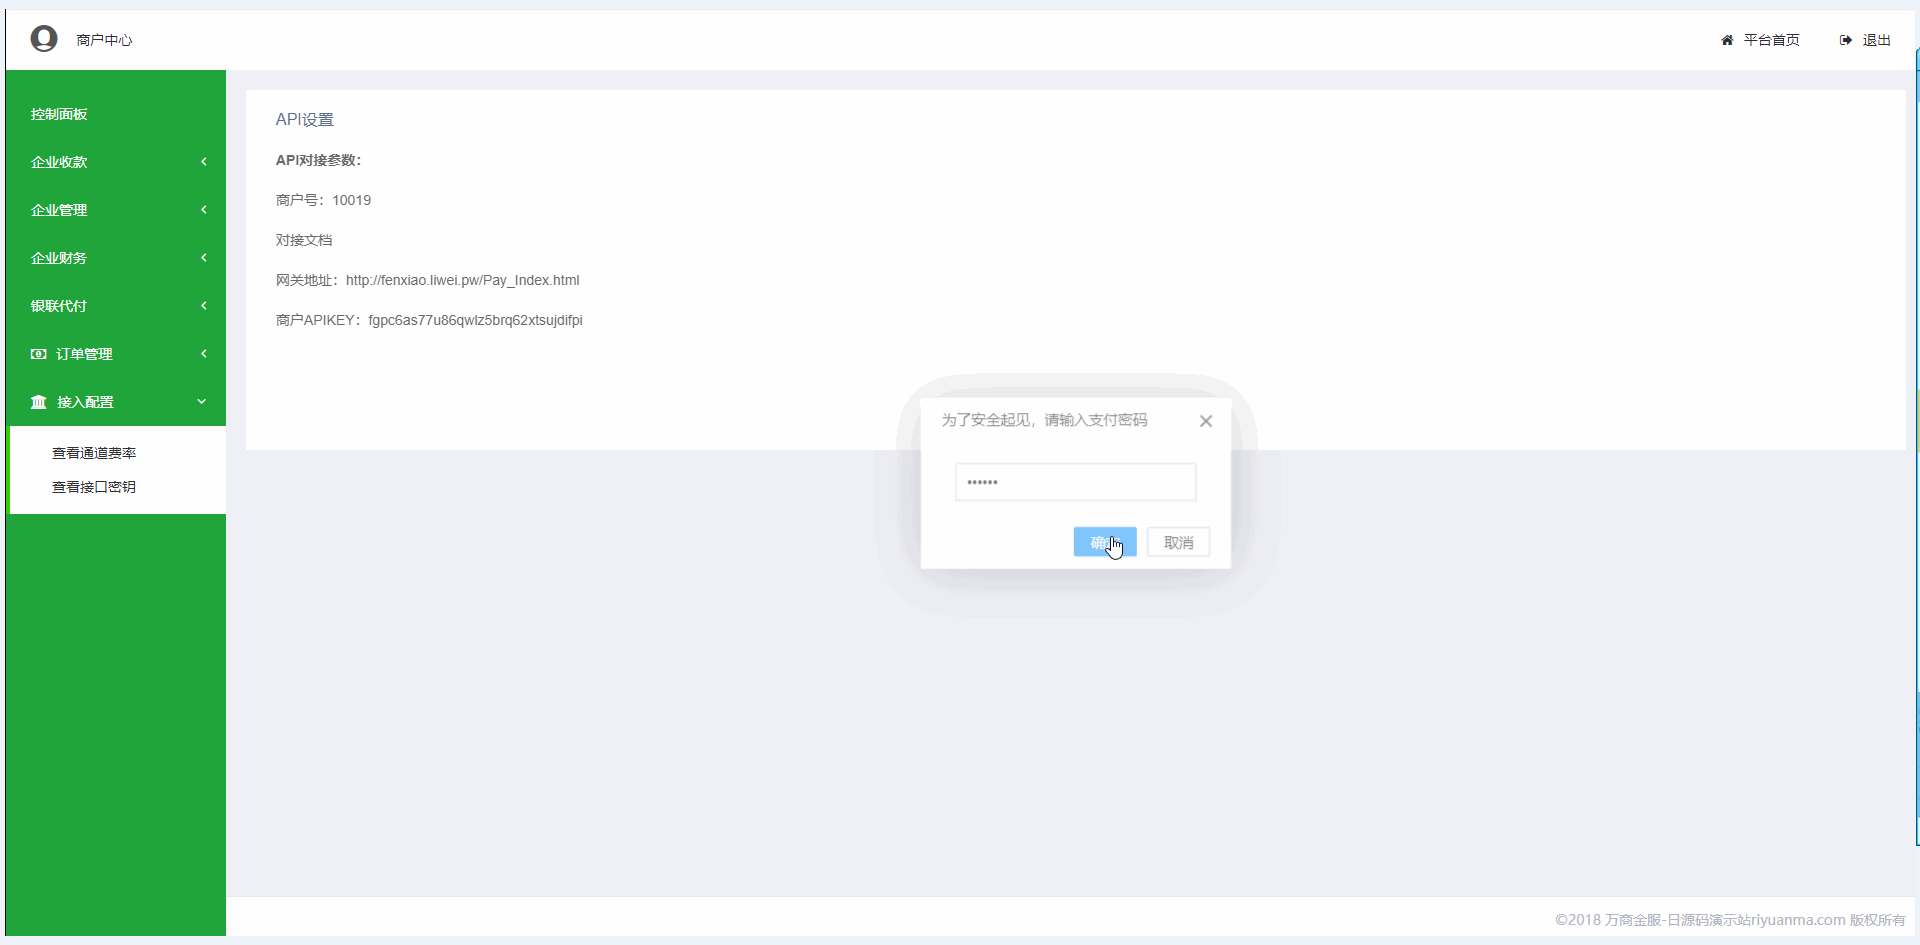 商户中心
平台首页
退出
控制面板
企业收款
企业管理
企业财务
银联代付
订单管理
接入配置
查看通道费率
查看接口密钥
API设置
API对接参数：
商户号：10019
对接文档
网关地址：http://fenxiao.liwei.pw/Pay_Index.html
商户APIKEY：fgpc6as77u86qwlz5brq62xtsujdifpi
为了安全起见，请输入支付密码
••••••
确
取消
©2018 万商金服-日源码演示站riyuanma.com 版权所有